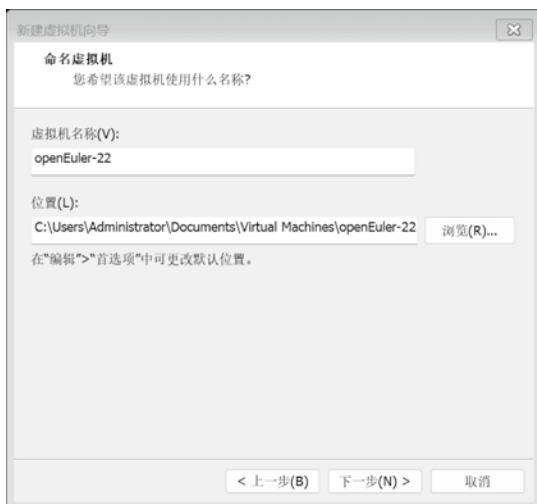 新建虚拟机向导
命名虚拟机
您希望该虚拟机使用什么名称?
虚拟机名称(V):
openEuler-22
位置(L):
C:\Users\Administrator\Documents\Virtual Machines\openEuler-22
浏览(R)...
在"编辑">"首选项"中可更改默认位置。
< 上一步(B)
下一步(N) >
取消